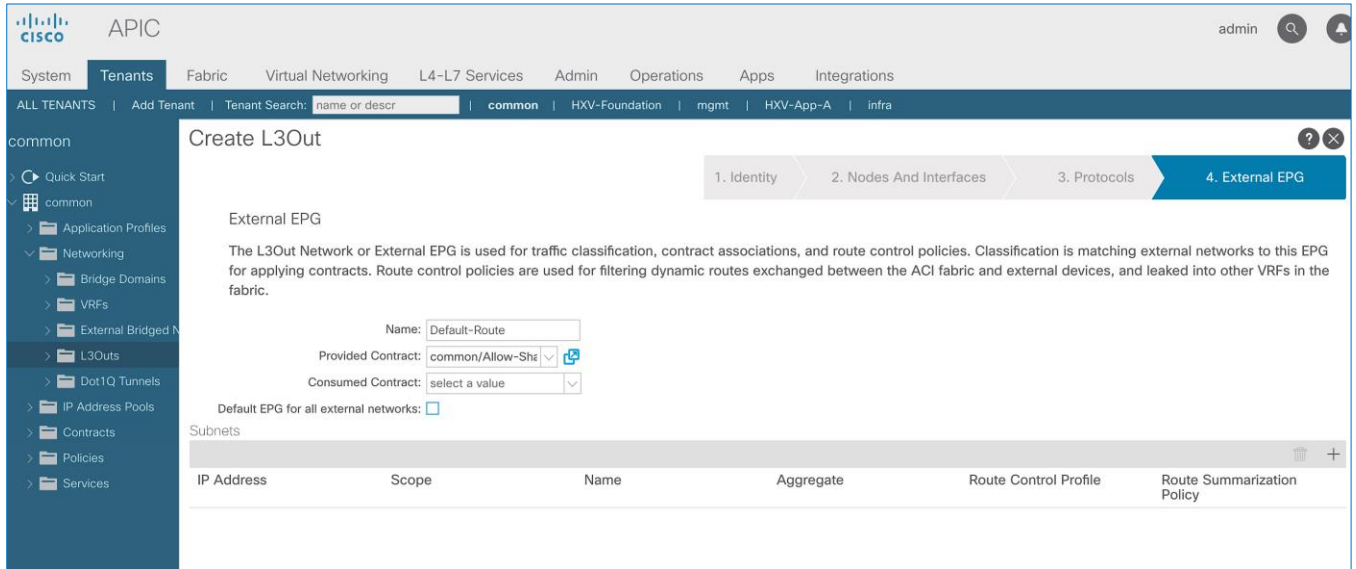 CISCO
APIC
admin
System Tenants Fabric Virtual Networking L4-L7 Services Admin Operations Apps Integrations
ALL TENANTS | Add Tenant | Tenant Search: name or descr | common | HXV-Foundation | mgmt | HXV-App-A | infra
common
Quick Start
common
Application Profiles
Networking
Bridge Domains
VRFs
External Bridged N
L3Outs
Dot1Q Tunnels
IP Address Pools
Contracts
Policies
Services
Create L3Out
1. Identity 2. Nodes And Interfaces 3. Protocols 4. External EPG
External EPG
The L3Out Network or External EPG is used for traffic classification, contract associations, and route control policies. Classification is matching external networks to this EPG
for applying contracts. Route control policies are used for filtering dynamic routes exchanged between the ACI fabric and external devices, and leaked into other VRFs in the
fabric.
Name: Default-Route
Provided Contract: common/Allow-Sha
Consumed Contract: select a value
Default EPG for all external networks:
Subnets
IP Address Scope Name Aggregate Route Control Profile Route Summarization
Policy